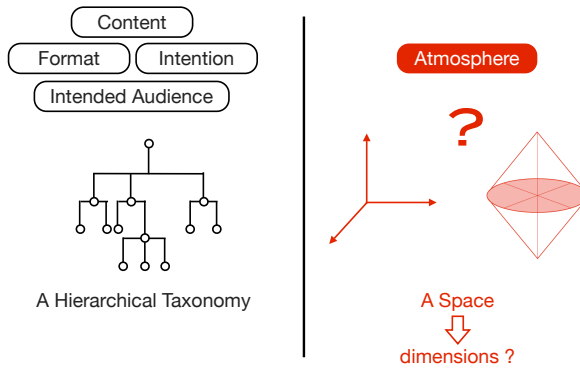 Content
Format
Intention
Intended Audience
A Hierarchical Taxonomy
Atmosphere
?
A Space
dimensions ?